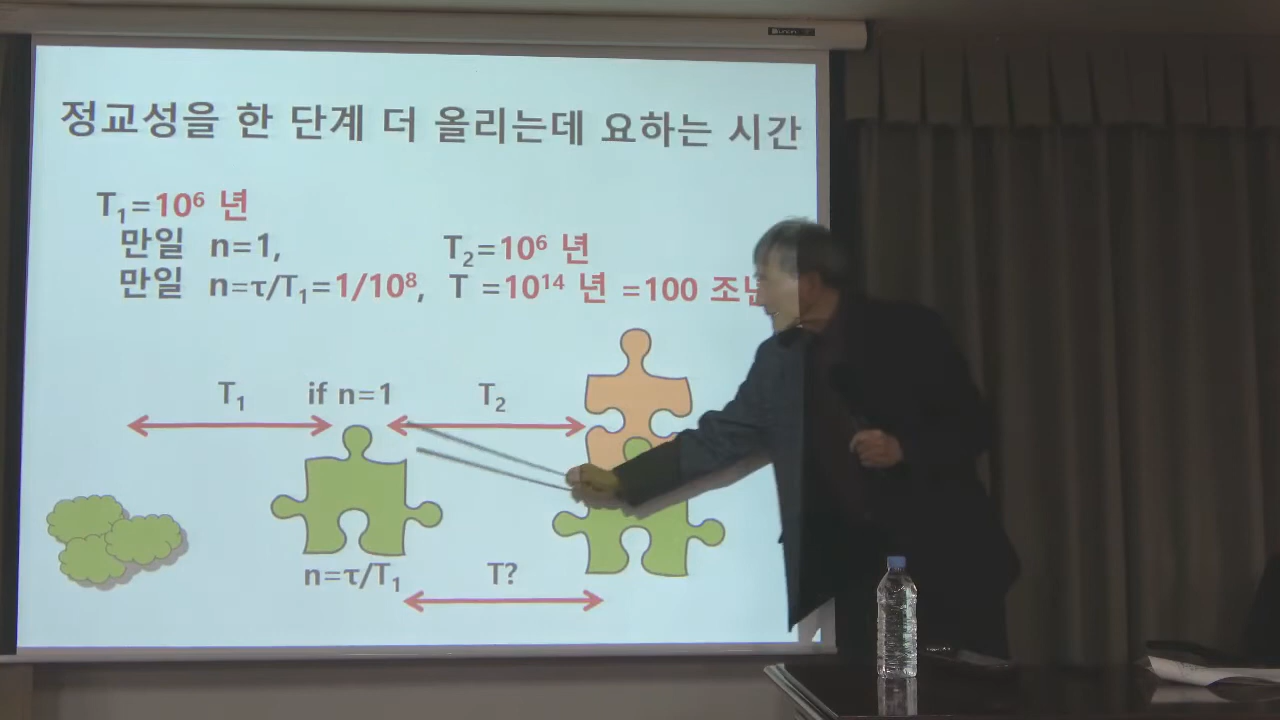 정교성을 한 단계 더 올리는데 요하는 시간
T₁=10⁶ 년
만일 n=1, T₂=10⁶ 년
만일 n=τ/T₁=1/10⁸, T =10¹⁴ 년 =100 조년
T₁ if n=1 T₂
n=τ/T₁ T?